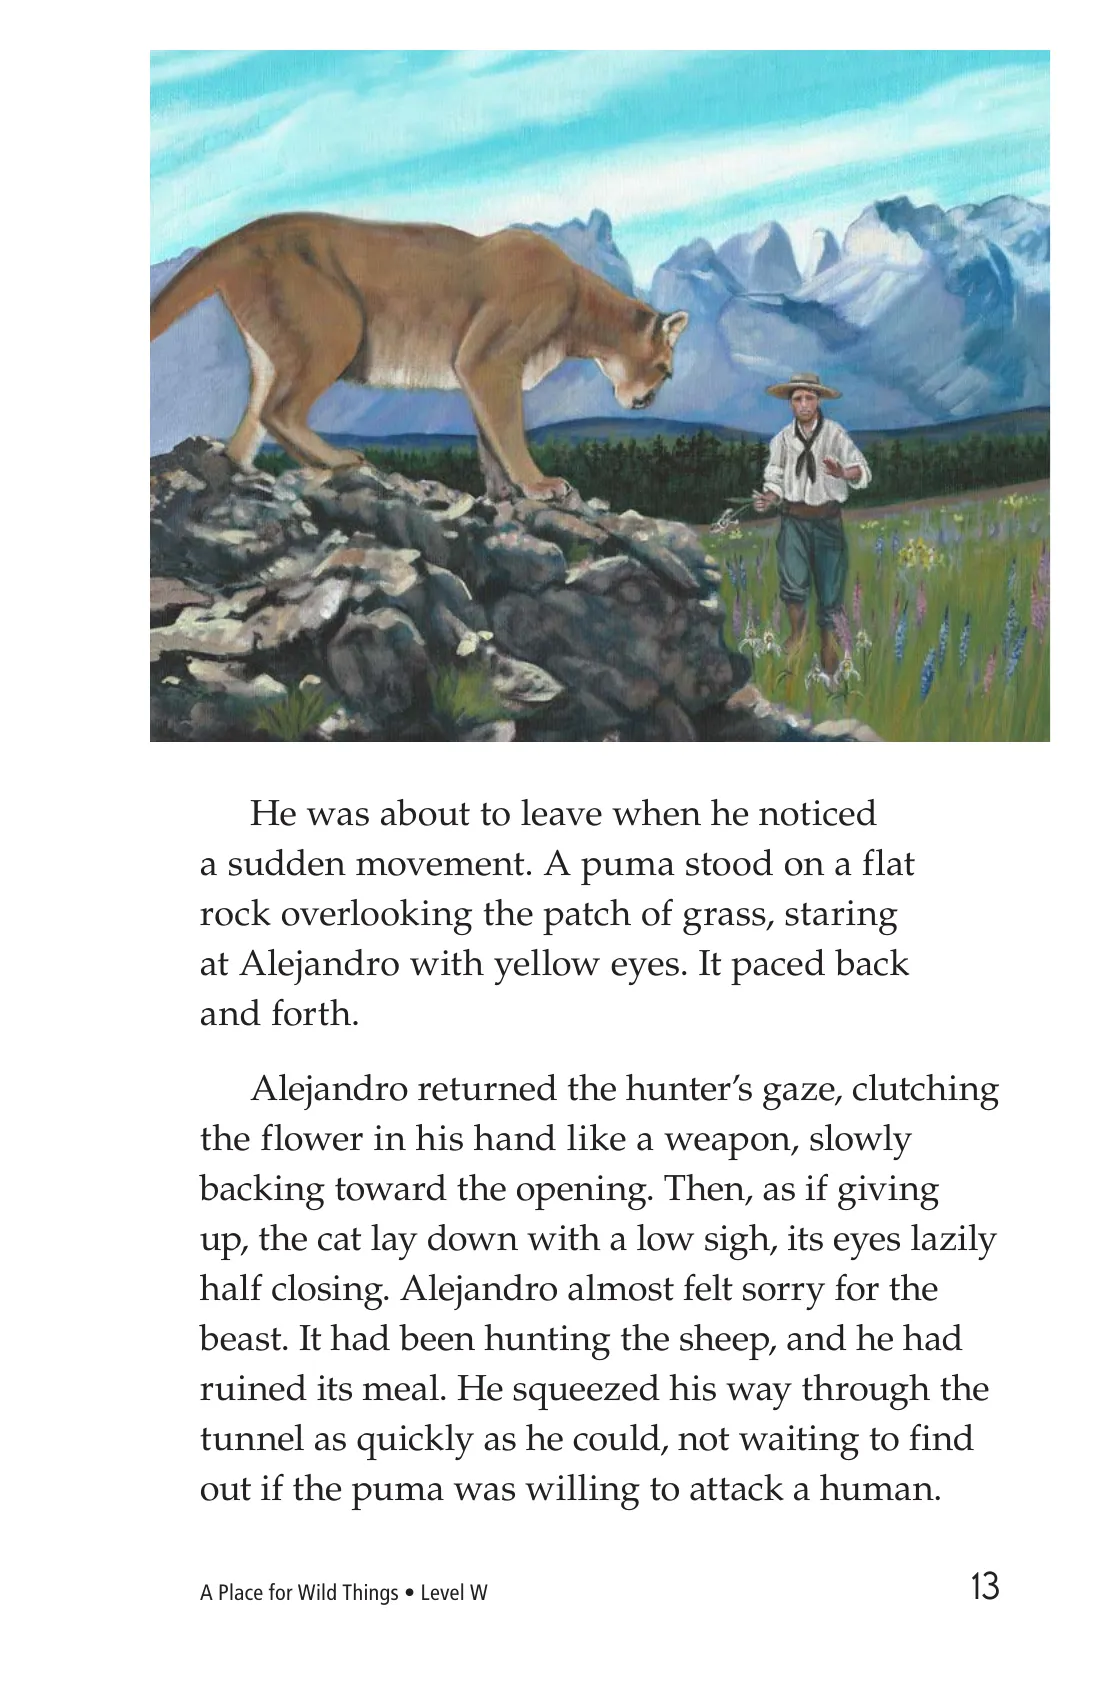 He was about to leave when he noticed
a sudden movement. A puma stood on a flat
rock overlooking the patch of grass, staring
at Alejandro with yellow eyes. It paced back
and forth.
Alejandro returned the hunter’s gaze, clutching
the flower in his hand like a weapon, slowly
backing toward the opening. Then, as if giving
up, the cat lay down with a low sigh, its eyes lazily
half closing. Alejandro almost felt sorry for the
beast. It had been hunting the sheep, and he had
ruined its meal. He squeezed his way through the
tunnel as quickly as he could, not waiting to find
out if the puma was willing to attack a human.
A Place for Wild Things • Level W
13